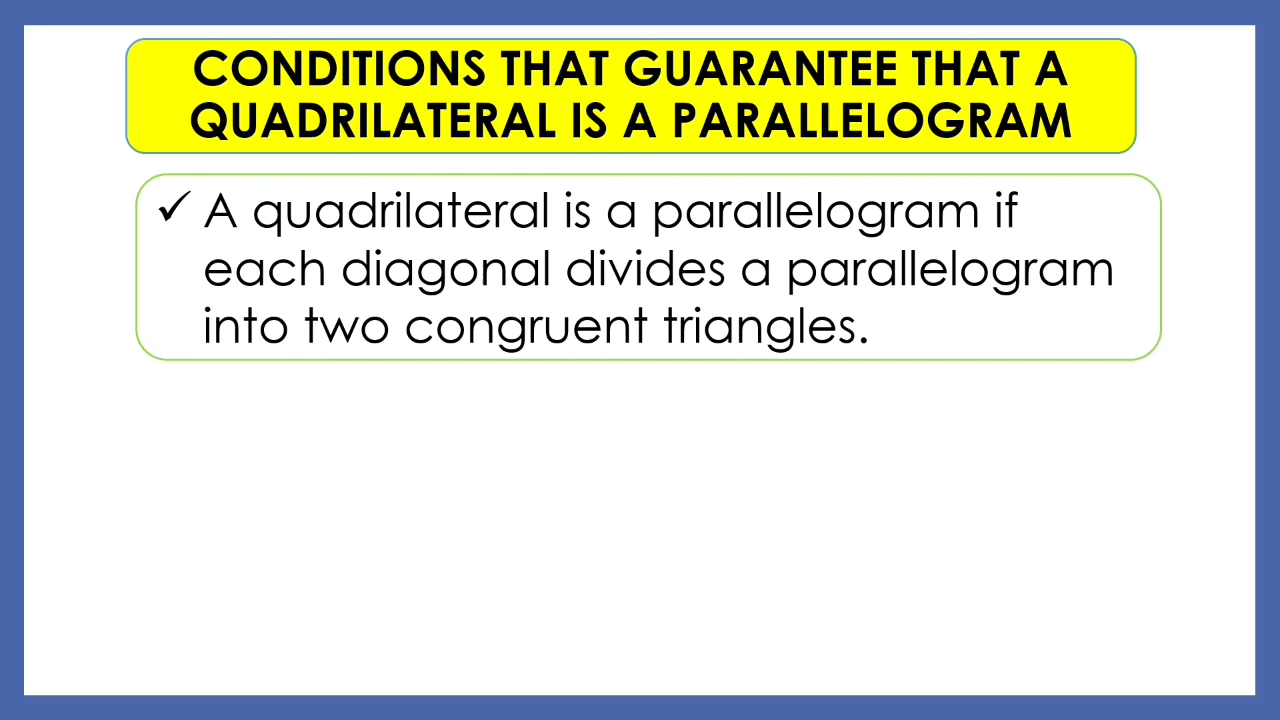 CONDITIONS THAT GUARANTEE THAT A
QUADRILATERAL IS A PARALLELOGRAM
✓ A quadrilateral is a parallelogram if
each diagonal divides a parallelogram
into two congruent triangles.